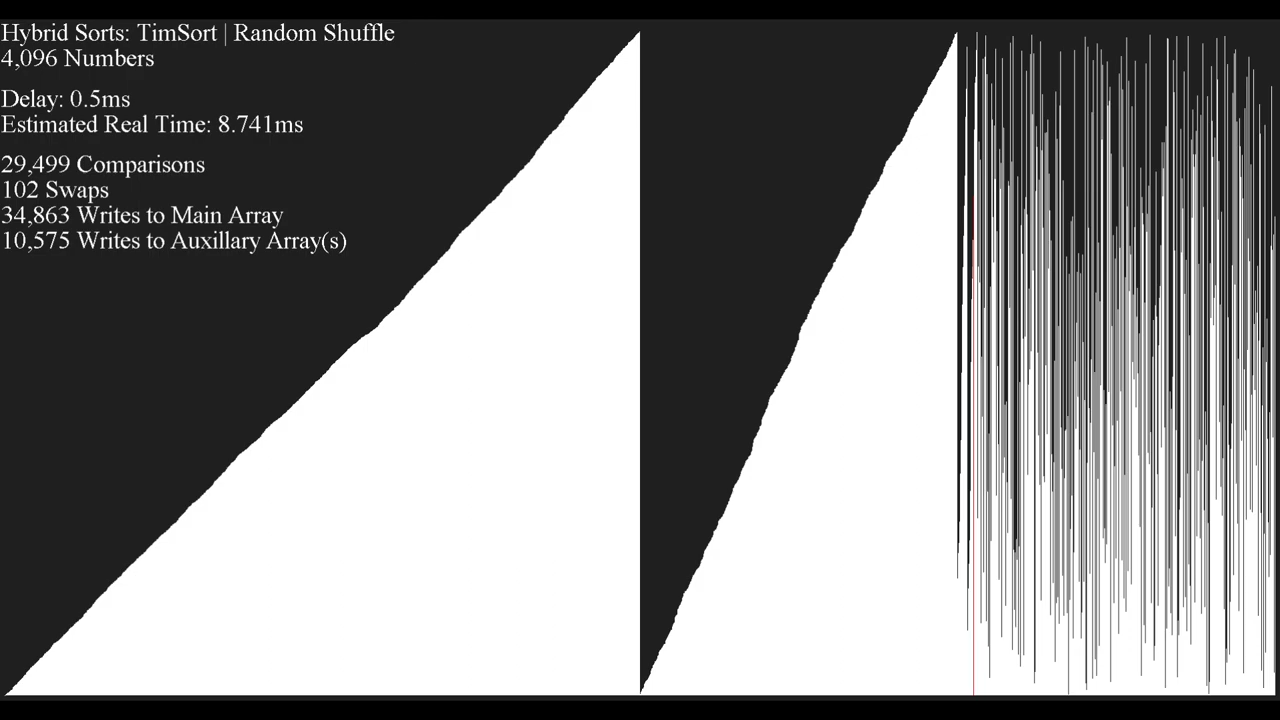 Hybrid Sorts: TimSort | Random Shuffle
4,096 Numbers
Delay: 0.5ms
Estimated Real Time: 8.741ms
29,499 Comparisons
102 Swaps
34,863 Writes to Main Array
10,575 Writes to Auxillary Array(s)